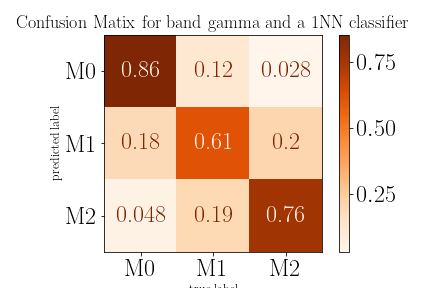 Confusion Matix for band gamma and a 1NN classifier
M0 0.86 0.12 0.028
M1 0.18 0.61 0.2
M2 0.048 0.19 0.76
M0 M1 M2
predicted label
true label
0.75
0.50
0.25